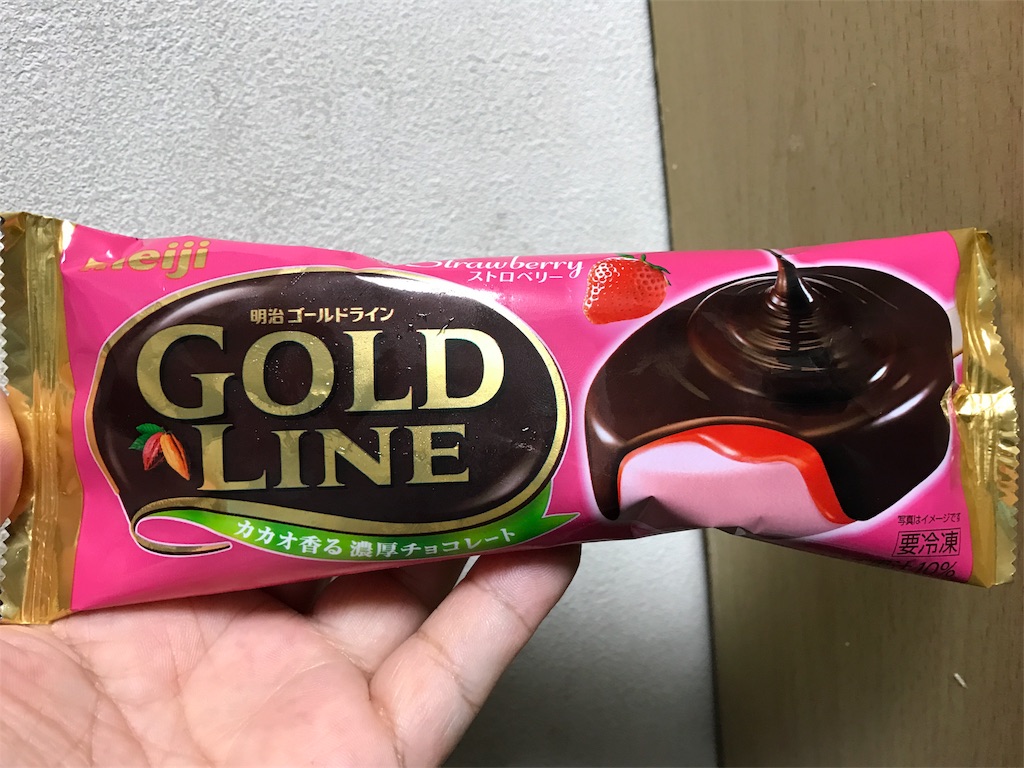 meiji
Strawberry
ストロベリー
明治 ゴールドライン
GOLD
LINE
カカオ香る 濃厚チョコレート
写真はイメージです
要冷凍
10%